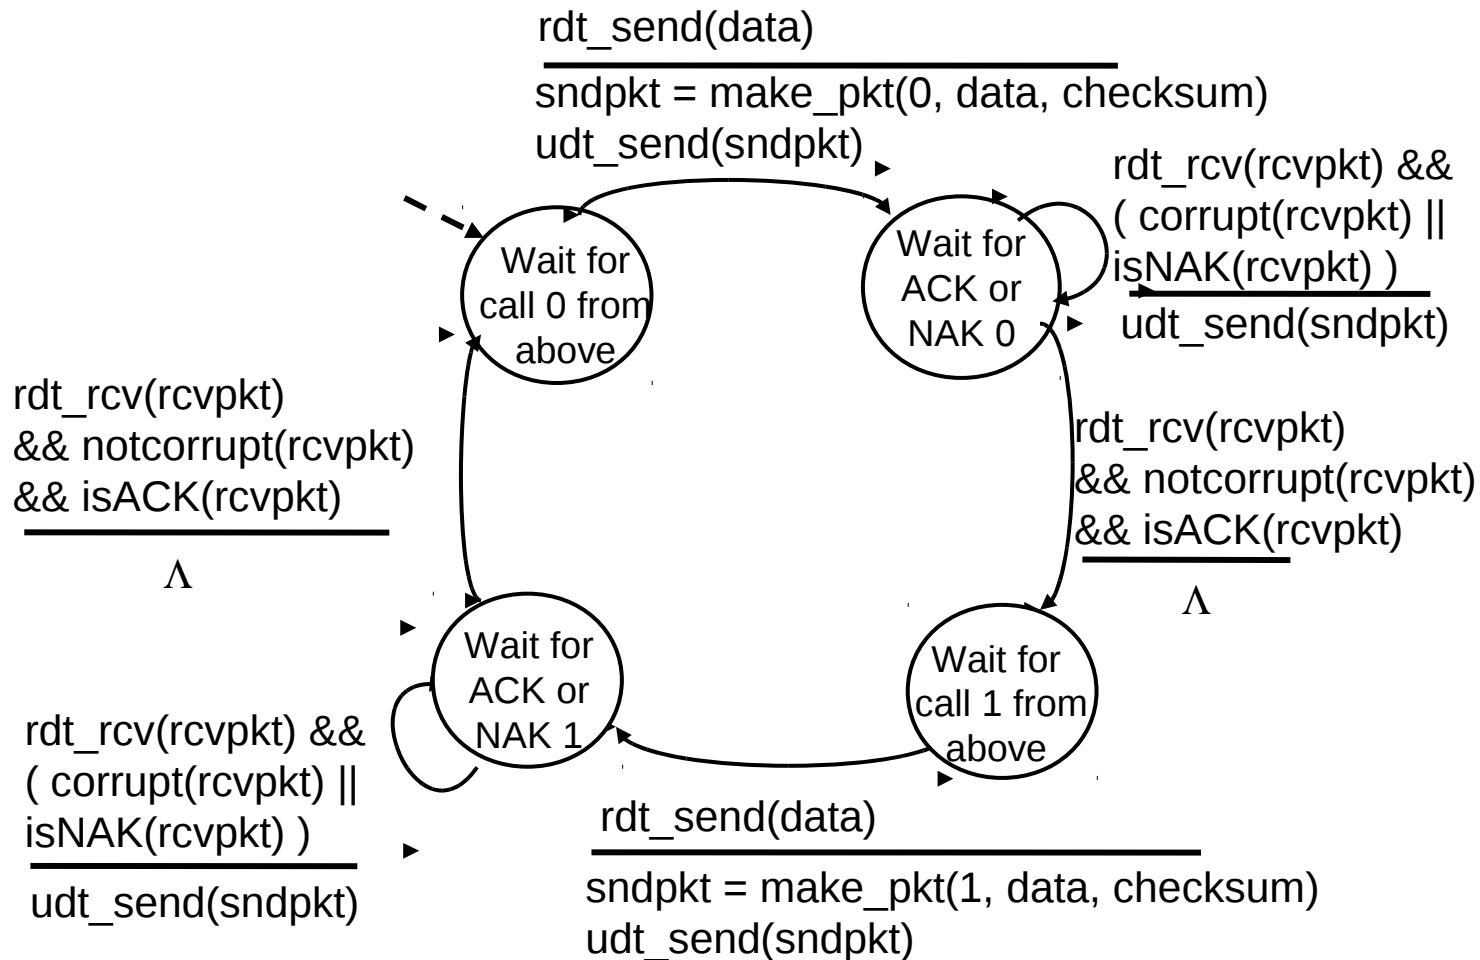 rdt_send(data)
sndpkt = make_pkt(0, data, checksum)
udt_send(sndpkt)
rdt_rcv(rcvpkt) &&
( corrupt(rcvpkt) ||
isNAK(rcvpkt) )
udt_send(sndpkt)
Wait for
call 0 from
above
Wait for
ACK or
NAK 0
rdt_rcv(rcvpkt)
&& notcorrupt(rcvpkt)
&& isACK(rcvpkt)
Λ
rdt_rcv(rcvpkt)
&& notcorrupt(rcvpkt)
&& isACK(rcvpkt)
Λ
Wait for
ACK or
NAK 1
Wait for
call 1 from
above
rdt_rcv(rcvpkt) &&
( corrupt(rcvpkt) ||
isNAK(rcvpkt) )
udt_send(sndpkt)
rdt_send(data)
sndpkt = make_pkt(1, data, checksum)
udt_send(sndpkt)